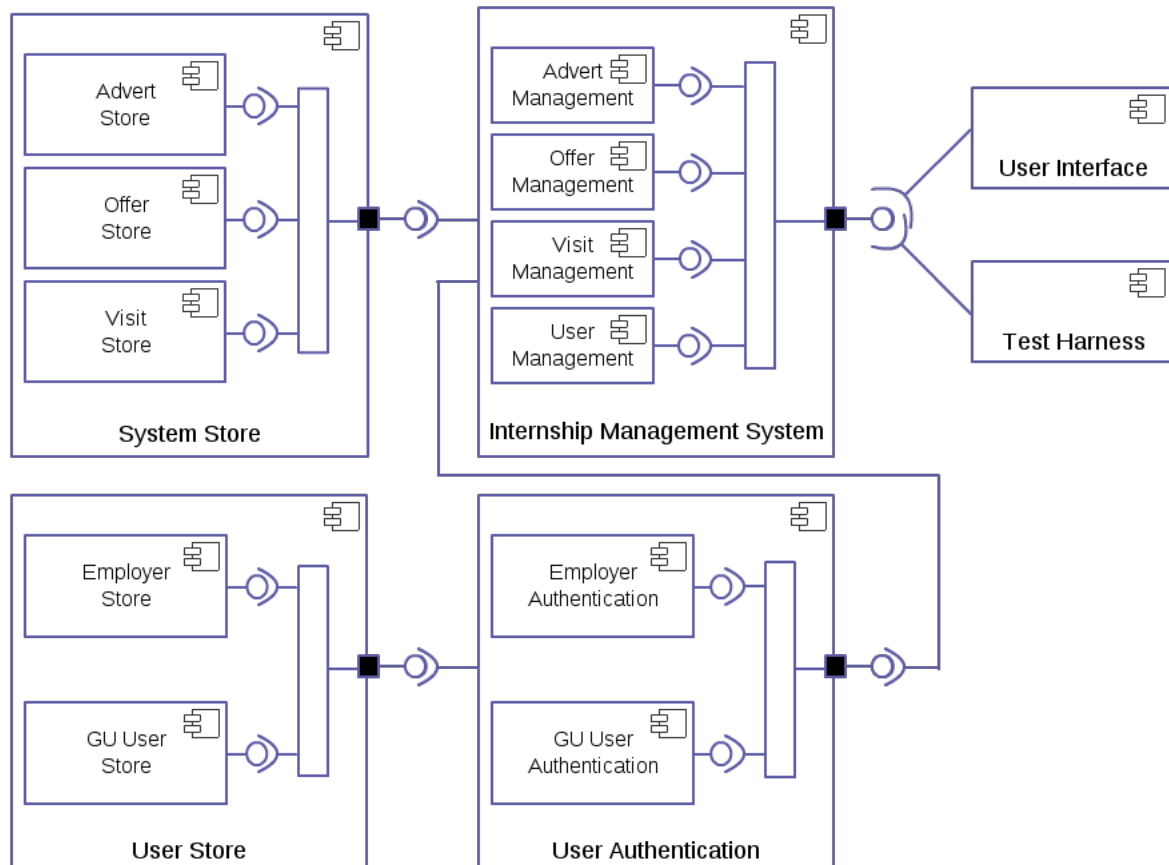 Advert
Store
Offer
Store
Visit
Store
System Store
Advert
Management
Offer
Management
Visit
Management
User
Management
Internship Management System
User Interface
Test Harness
Employer
Store
GU User
Store
User Store
Employer
Authentication
GU User
Authentication
User Authentication